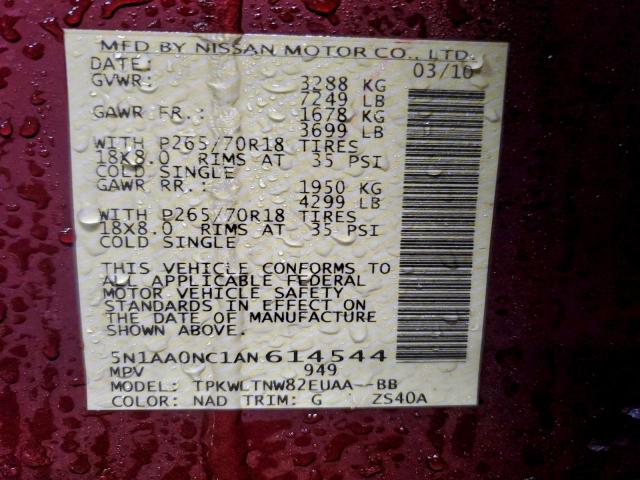 MFD BY NISSAN MOTOR CO., LTD.
DATE: 03/10
GVWR: 3288 KG
7249 LB
GAWR FR.: 1678 KG
3699 LB
WITH P265/70R18 TIRES
18X8.0 RIMS AT 35 PSI
COLD SINGLE
GAWR RR.: 1950 KG
4299 LB
WITH P265/70R18 TIRES
18X8.0 RIMS AT 35 PSI
COLD SINGLE
THIS VEHICLE CONFORMS TO
ALL APPLICABLE FEDERAL
MOTOR VEHICLE SAFETY
STANDARDS IN EFFECT ON
THE DATE OF MANUFACTURE
SHOWN ABOVE.
5N1AA0NC1AN614544
MPV 949
MODEL: TPKWLTNW82EUAA--BB
COLOR: NAD TRIM: G ZS40A